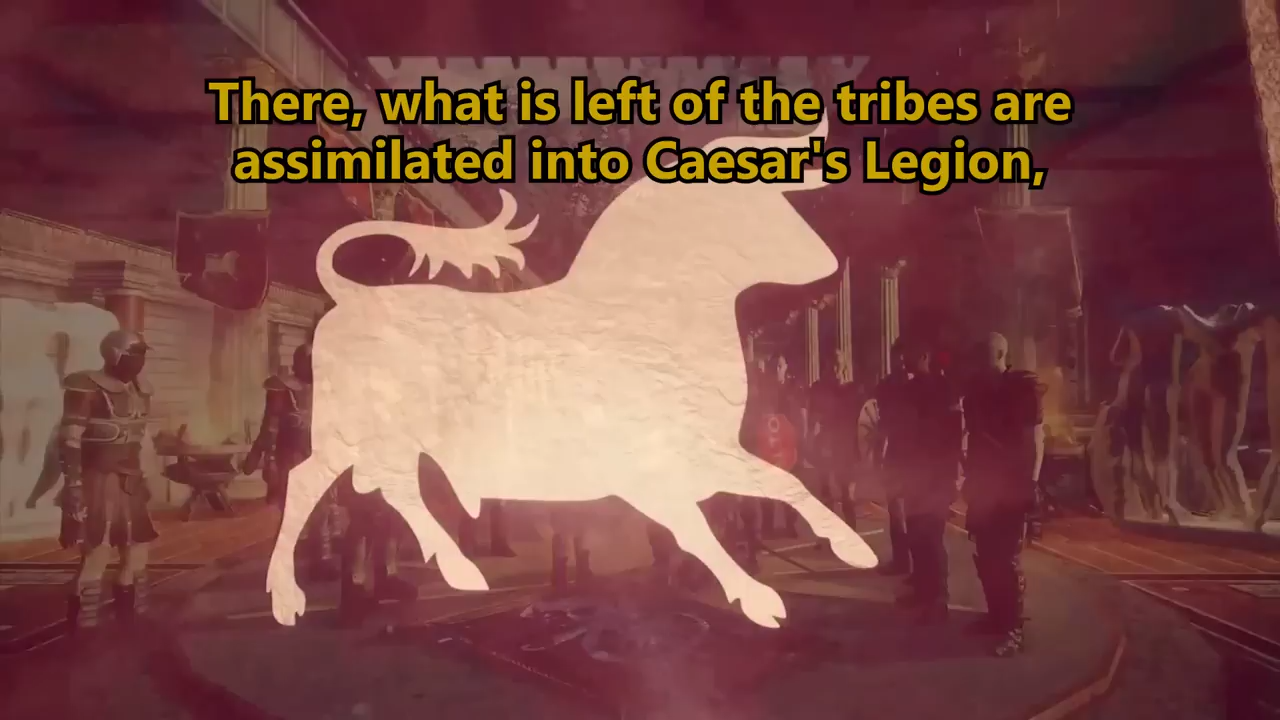 There, what is left of the tribes are
assimilated into Caesar's Legion,